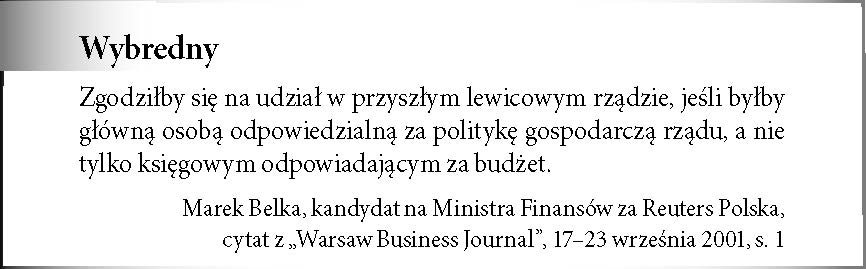 Wybredny
Zgodziłby się na udział w przyszłym lewicowym rządzie, jeśli byłby
główną osobą odpowiedzialną za politykę gospodarczą rządu, a nie
tylko księgowym odpowiadającym za budżet.
Marek Belka, kandydat na Ministra Finansów za Reuters Polska,
cytat z „Warsaw Business Journal”, 17–23 września 2001, s. 1